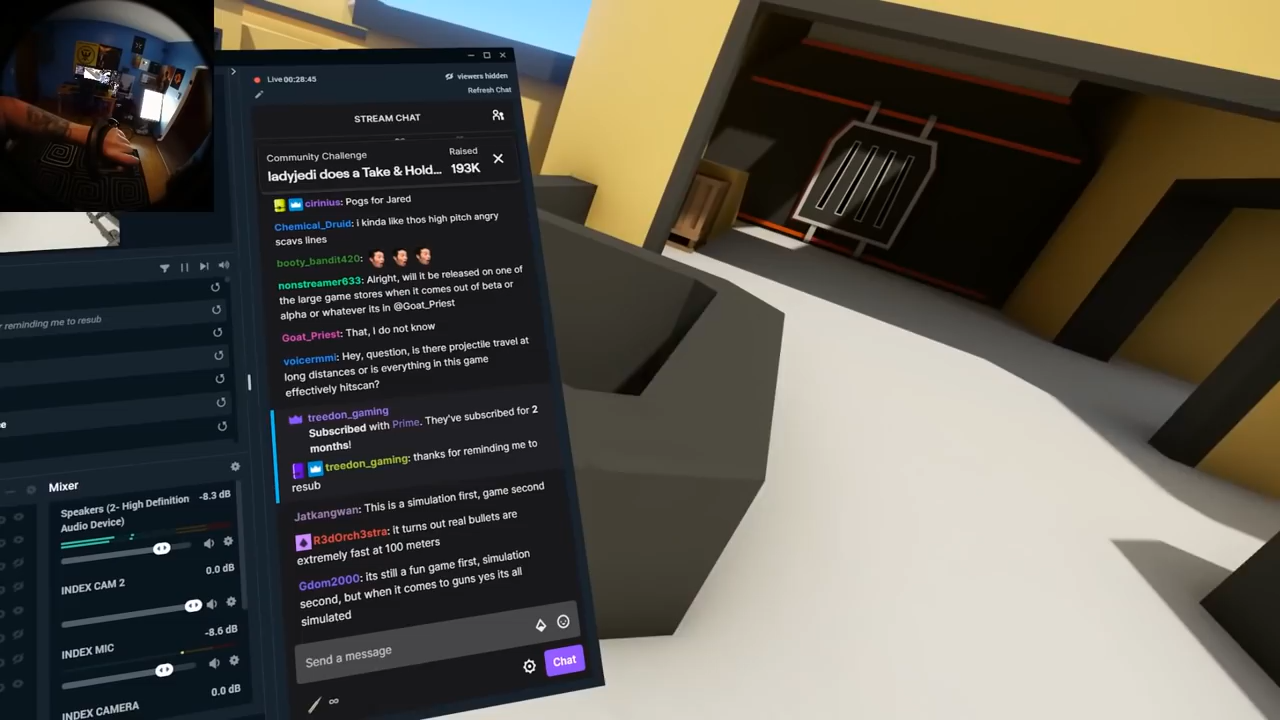 Live 00:28:45
viewers hidden
Refresh Chat
STREAM CHAT
Community Challenge
ladyjedi does a Take & Hold...
Raised
193K
cirinius: Pogs for Jared
Chemical_Druid: i kinda like thos high pitch angry
scavs lines
booty_bandit420:
nonstreamer633: Alright, will it be released on one of
the large game stores when it comes out of beta or
alpha or whatever its in @Goat_Priest
Goat_Priest: That, I do not know
voicermmi: Hey, question, is there projectile travel at
long distances or is everything in this game
effectively hitscan?
treedon_gaming
Subscribed with Prime. They've subscribed for 2
months!
treedon_gaming: thanks for reminding me to
resub
Jatkangwan: This is a simulation first, game second
R3dOrch3stra: it turns out real bullets are
extremely fast at 100 meters
Gdom2000: its still a fun game first, simulation
second, but when it comes to guns yes its all
simulated
Send a message
Chat
r reminding me to resub
ce
Mixer
Speakers (2- High Definition
Audio Device)
-8.3 dB
INDEX CAM 2
0.0 dB
INDEX MIC
-8.6 dB
INDEX CAMERA
0.0 dB